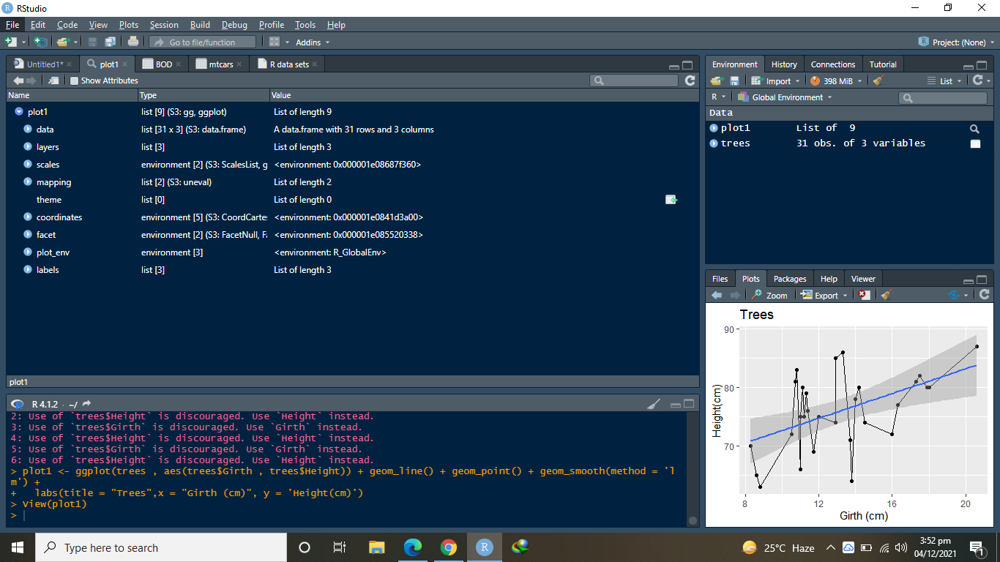 RStudio
File Edit Code View Plots Session Build Debug Profile Tools Help
Go to file/function Addins Project: (None)
Untitled1* plot1 BOD mtcars R data sets
Show Attributes
Name Type Value
plot1 list [9] (S3: gg, ggplot) List of length 9
data list [31 x 3] (S3: data.frame) A data.frame with 31 rows and 3 columns
layers list [3] List of length 3
scales environment [2] (S3: ScalesList, g <environment: 0x000001e08687f360>
mapping list [2] (S3: uneval) List of length 2
theme list [0] List of length 0
coordinates environment [5] (S3: CoordCarte: <environment: 0x000001e0841d3a00>
facet environment [2] (S3: FacetNull, F <environment: 0x000001e085520338>
plot_env environment [3] <environment: R_GlobalEnv>
labels list [3] List of length 3
plot1
R 4.1.2 · ~/
2: Use of `trees$Height` is discouraged. Use `Height` instead.
3: Use of `trees$Girth` is discouraged. Use `Girth` instead.
4: Use of `trees$Height` is discouraged. Use `Height` instead.
5: Use of `trees$Girth` is discouraged. Use `Girth` instead.
6: Use of `trees$Height` is discouraged. Use `Height` instead.
> plot1 <- ggplot(trees , aes(trees$Girth , trees$Height)) + geom_line() + geom_point() + geom_smooth(method = 'l
m') +
+   labs(title = "Trees",x = "Girth (cm)", y = 'Height(cm)')
> View(plot1)
>
Environment History Connections Tutorial
Import 398 MiB List
R Global Environment
Data
plot1 List of 9
trees 31 obs. of 3 variables
Files Plots Packages Help Viewer
Zoom Export
Trees
90
80
70
Height(cm)
8 12 16 20
Girth (cm)
Type here to search
25°C Haze
3:52 pm
04/12/2021
1